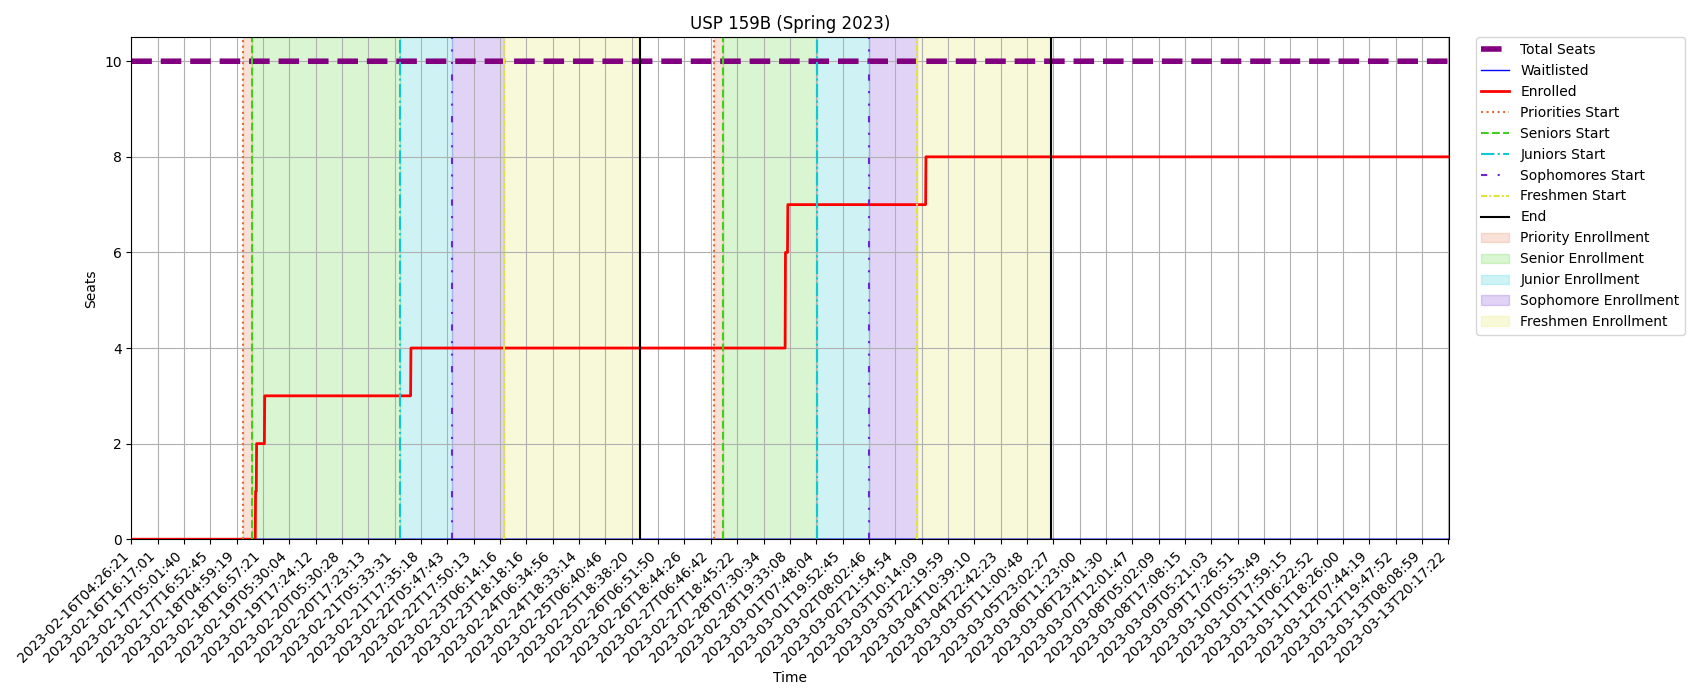 USP 159B (Spring 2023)
Total Seats
Waitlisted
Enrolled
Priorities Start
Seniors Start
Juniors Start
Sophomores Start
Freshmen Start
End
Priority Enrollment
Senior Enrollment
Junior Enrollment
Sophomore Enrollment
Freshmen Enrollment
Seats
10
8
6
4
2
0
2023-02-16T04:26:21
2023-02-16T16:17:01
2023-02-17T05:01:40
2023-02-17T16:52:45
2023-02-18T04:59:19
2023-02-18T16:57:21
2023-02-19T05:30:04
2023-02-19T17:24:12
2023-02-20T05:30:28
2023-02-20T17:23:13
2023-02-21T05:33:31
2023-02-21T17:35:18
2023-02-22T05:47:43
2023-02-22T17:50:13
2023-02-23T06:14:16
2023-02-23T18:18:16
2023-02-24T06:34:56
2023-02-24T18:33:14
2023-02-25T06:40:46
2023-02-25T18:38:20
2023-02-26T06:51:50
2023-02-26T18:44:26
2023-02-27T06:46:42
2023-02-27T18:45:22
2023-02-28T07:30:34
2023-02-28T19:33:08
2023-03-01T07:48:04
2023-03-01T19:52:45
2023-03-02T08:02:46
2023-03-02T21:54:54
2023-03-03T10:14:09
2023-03-03T22:19:59
2023-03-04T10:39:10
2023-03-04T22:42:23
2023-03-05T11:00:48
2023-03-05T23:02:27
2023-03-06T11:23:00
2023-03-06T23:41:30
2023-03-07T12:01:47
2023-03-08T05:02:09
2023-03-08T17:08:15
2023-03-09T05:21:03
2023-03-09T17:26:51
2023-03-10T05:53:49
2023-03-10T17:59:15
2023-03-11T06:22:52
2023-03-11T18:26:00
2023-03-12T07:44:19
2023-03-12T19:47:52
2023-03-13T08:08:59
2023-03-13T20:17:22
Time